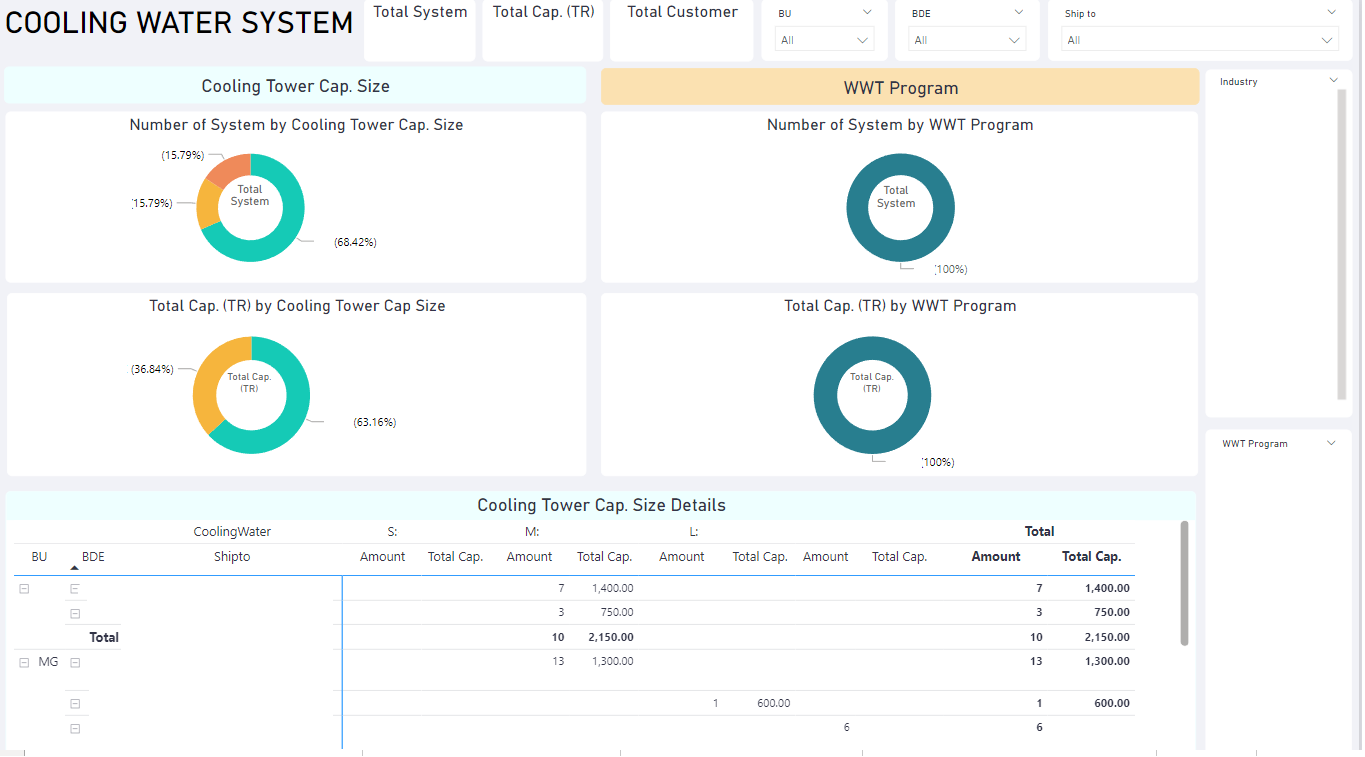 COOLING WATER SYSTEM
Total System
Total Cap. (TR)
Total Customer
BU
All
BDE
All
Ship to
All
Cooling Tower Cap. Size
WWT Program
Industry
Number of System by Cooling Tower Cap. Size
(15.79%)
(15.79%)
(68.42%)
Total
System
Number of System by WWT Program
Total
System
(100%)
Total Cap. (TR) by Cooling Tower Cap Size
(36.84%)
(63.16%)
Total Cap.
(TR)
Total Cap. (TR) by WWT Program
Total Cap.
(TR)
(100%)
WWT Program
Cooling Tower Cap. Size Details
CoolingWater S: M: L: Total
BU BDE Shipto Amount Total Cap. Amount Total Cap. Amount Total Cap. Amount Total Cap. Amount Total Cap.
7 1,400.00 7 1,400.00
3 750.00 3 750.00
Total 10 2,150.00 10 2,150.00
MG 13 1,300.00 13 1,300.00
1 600.00 1 600.00
6 6